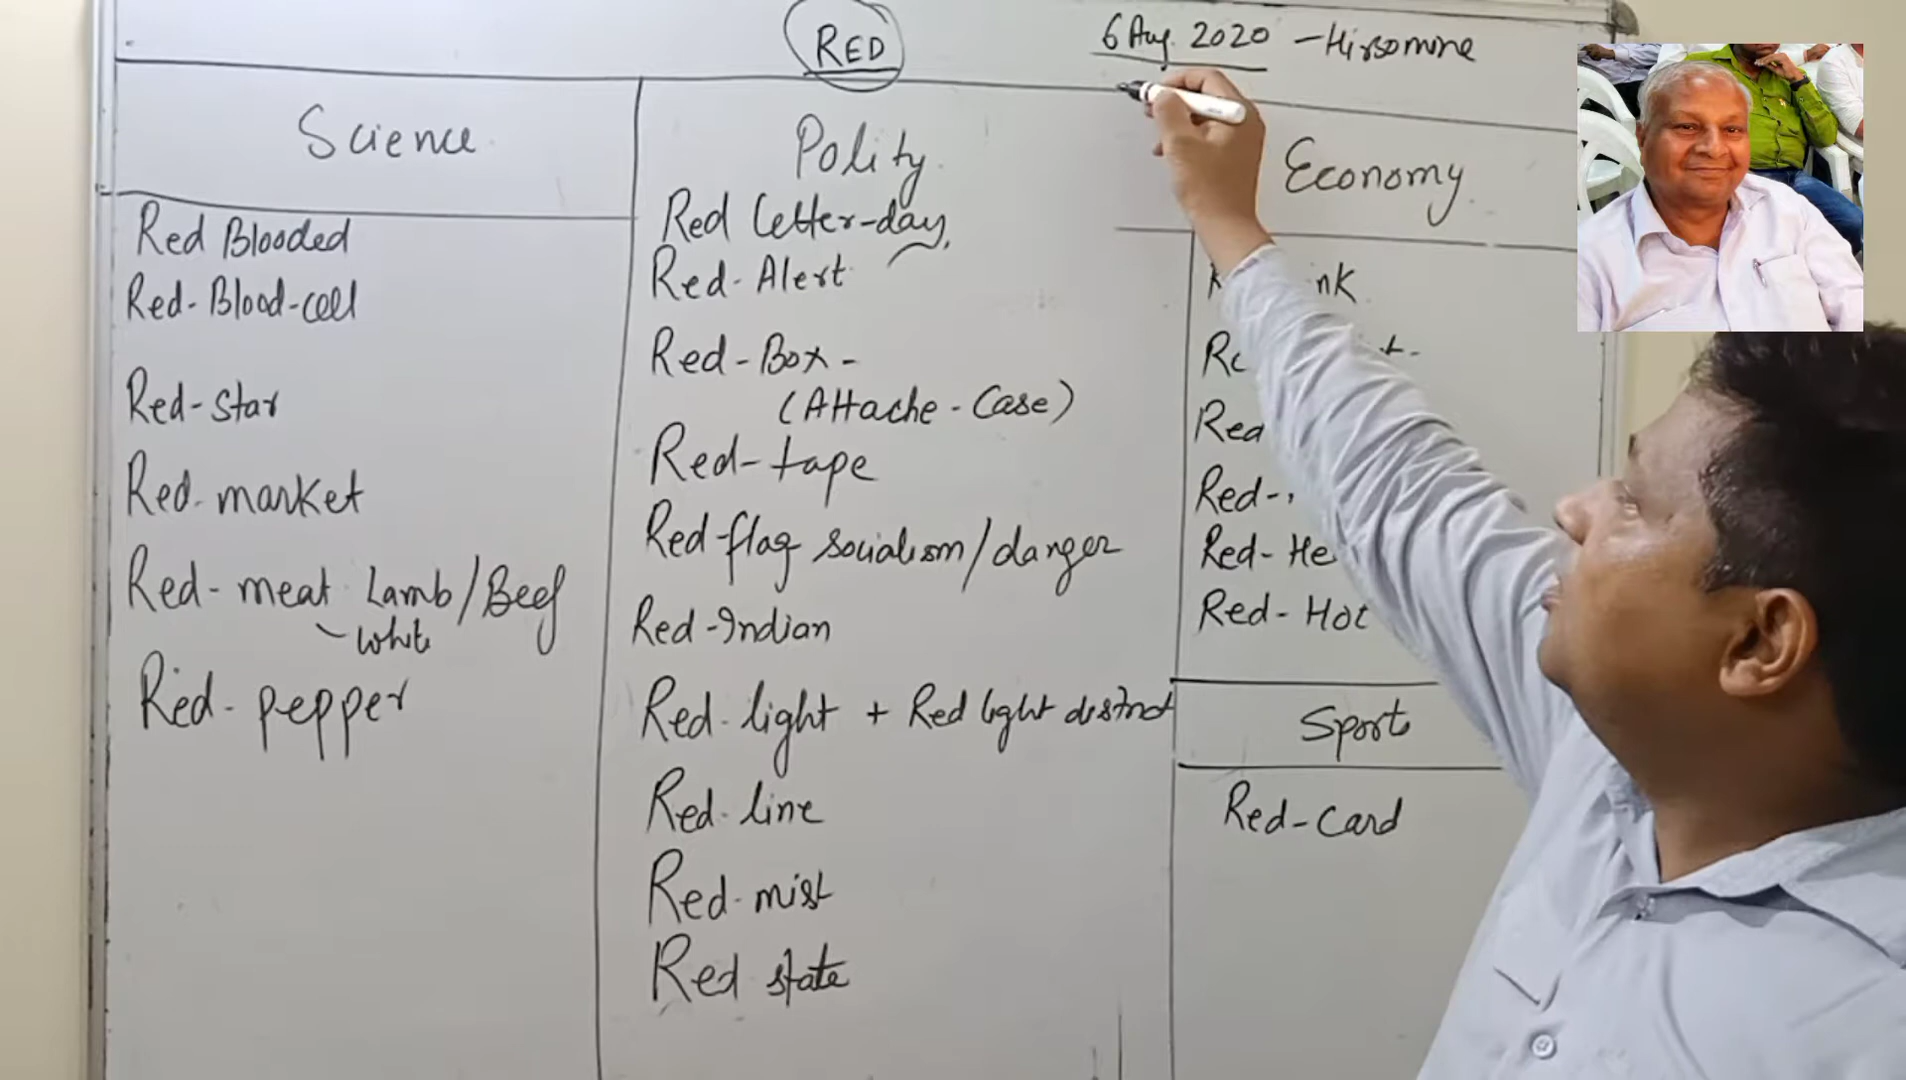 RED
6 Aug. 2020 - Hirsomine
Science
Red Blooded
Red-Blood-cell
Red-star
Red-market
Red-meat Lamb/Beef
-white
Red-pepper
Polity
Red letter-day,
Red-Alert
Red-Box-
(Attache-Case)
Red-tape
Red-flag socialism/danger
Red-Indian
Red-light + Red light district
Red-line
Red-mist
Red state
Economy
Red-
Red-Hot
Sport
Red-card